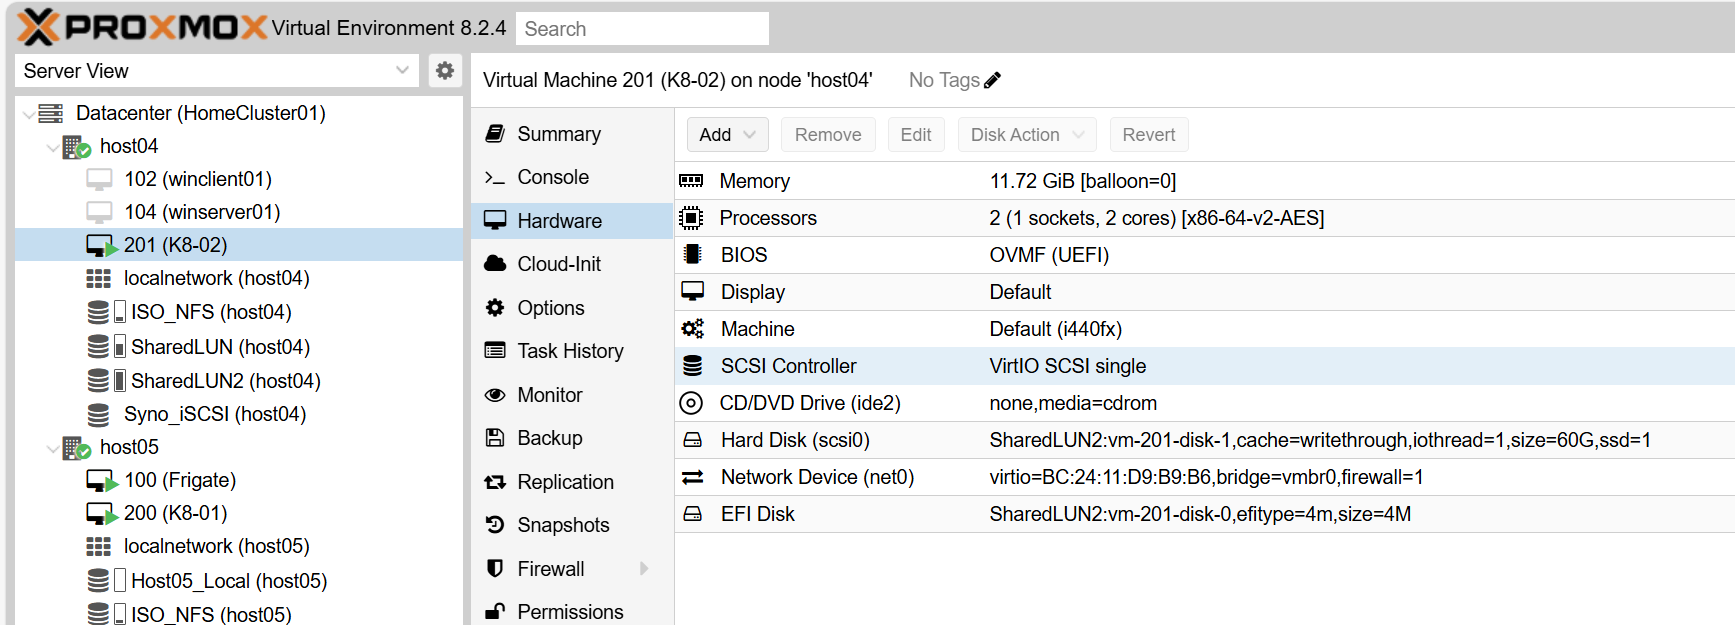 PROXMOX Virtual Environment 8.2.4 Search
Server View
Datacenter (HomeCluster01)
host04
102 (winclient01)
104 (winserver01)
201 (K8-02)
localnetwork (host04)
ISO_NFS (host04)
SharedLUN (host04)
SharedLUN2 (host04)
Syno_iSCSI (host04)
host05
100 (Frigate)
200 (K8-01)
localnetwork (host05)
Host05_Local (host05)
ISO_NFS (host05)
Virtual Machine 201 (K8-02) on node 'host04' No Tags
Summary
Console
Hardware
Cloud-Init
Options
Task History
Monitor
Backup
Replication
Snapshots
Firewall
Permissions
Add Remove Edit Disk Action Revert
Memory 11.72 GiB [balloon=0]
Processors 2 (1 sockets, 2 cores) [x86-64-v2-AES]
BIOS OVMF (UEFI)
Display Default
Machine Default (i440fx)
SCSI Controller VirtIO SCSI single
CD/DVD Drive (ide2) none,media=cdrom
Hard Disk (scsi0) SharedLUN2:vm-201-disk-1,cache=writethrough,iothread=1,size=60G,ssd=1
Network Device (net0) virtio=BC:24:11:D9:B9:B6,bridge=vmbr0,firewall=1
EFI Disk SharedLUN2:vm-201-disk-0,efitype=4m,size=4M